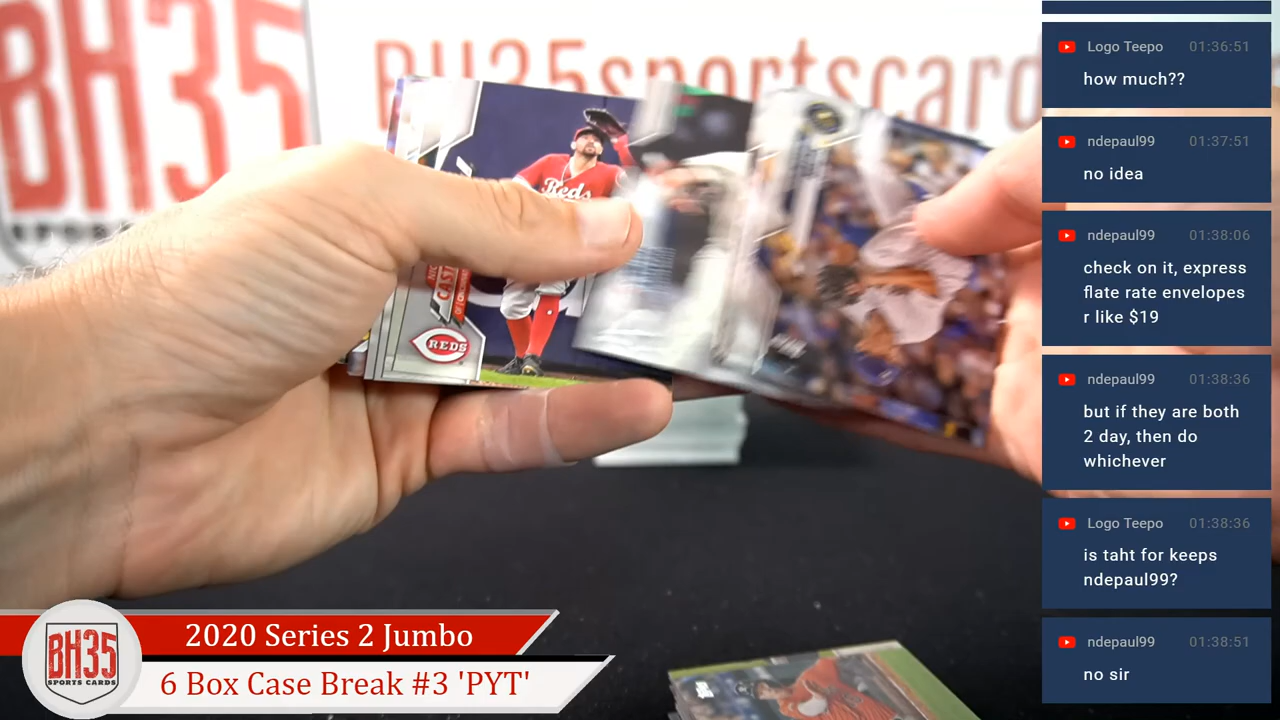 BH35
BH35sportscard
Reds
REDS
Logo Teepo 01:36:51
how much??
ndepaul99 01:37:51
no idea
ndepaul99 01:38:06
check on it, express
flate rate envelopes
r like $19
ndepaul99 01:38:36
but if they are both
2 day, then do
whichever
Logo Teepo 01:38:36
is taht for keeps
ndepaul99?
ndepaul99 01:38:51
no sir
BH35
SPORTS CARDS
2020 Series 2 Jumbo
6 Box Case Break #3 'PYT'